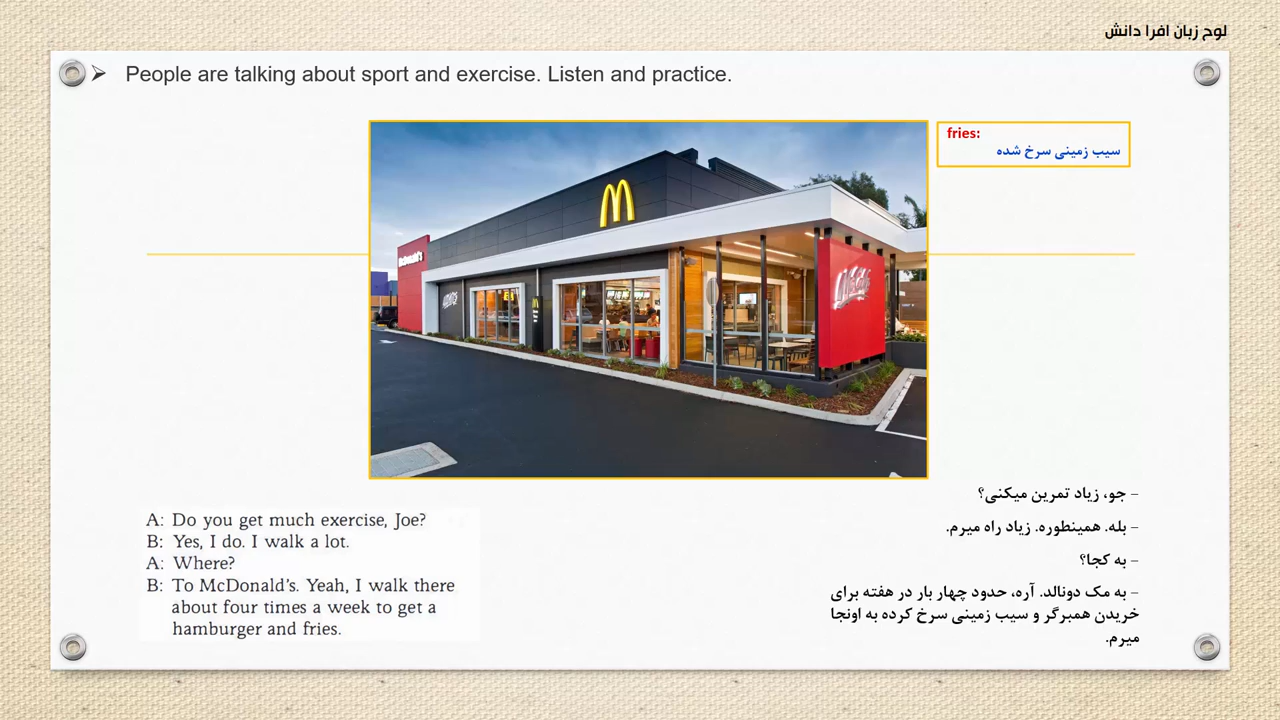 لوح زبان افرا دانش
People are talking about sport and exercise. Listen and practice.
fries:
سیب زمینی سرخ شده
McDonald's
McCafé
A: Do you get much exercise, Joe?
B: Yes, I do. I walk a lot.
A: Where?
B: To McDonald's. Yeah, I walk there
about four times a week to get a
hamburger and fries.
– جو، زیاد تمرین میکنی؟
– بله. همینطوره. زیاد راه میرم.
– به کجا؟
– به مک دونالد. آره، حدود چهار بار در هفته برای
خریدن همبرگر و سیب زمینی سرخ کرده به اونجا
میرم.